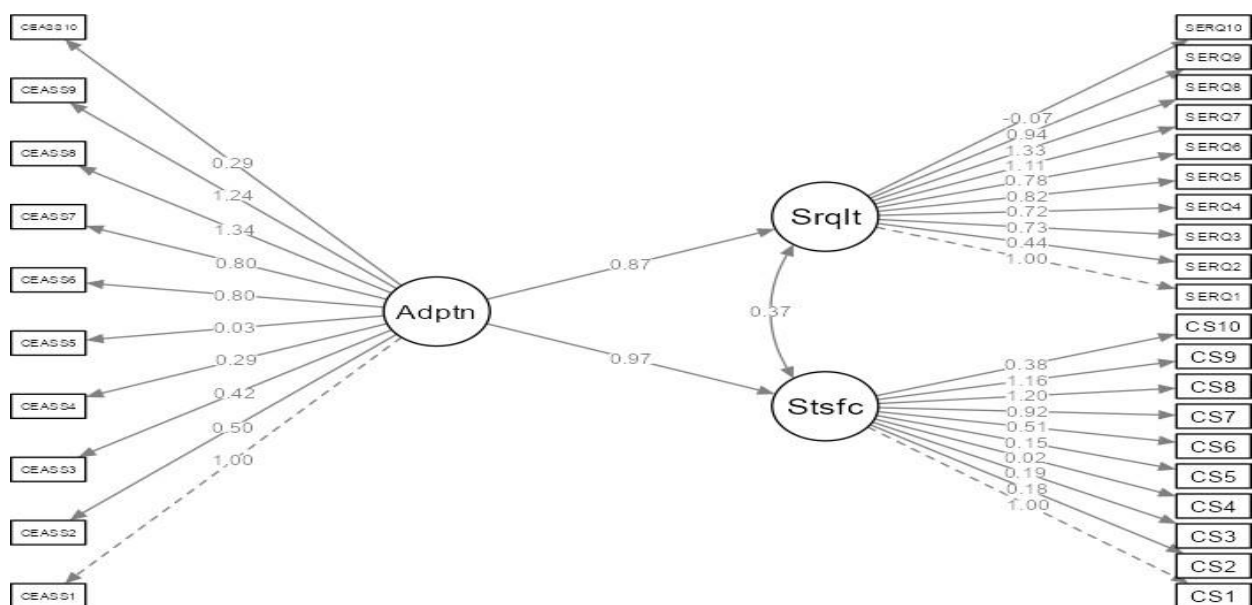 CEASS10
CEASS9
CEASS8
CEASS7
CEASS6
CEASS5
CEASS4
CEASS3
CEASS2
CEASS1
0.29
1.24
1.34
0.80
0.80
0.03
0.29
0.42
0.50
1.00
Adptn
0.87
0.97
Srqlt
0.37
Stsfc
-0.07
0.94
1.33
1.11
0.78
0.82
0.72
0.73
0.44
1.00
0.38
1.16
1.20
0.92
0.51
0.15
0.02
0.19
0.18
1.00
SERQ10
SERQ9
SERQ8
SERQ7
SERQ6
SERQ5
SERQ4
SERQ3
SERQ2
SERQ1
CS10
CS9
CS8
CS7
CS6
CS5
CS4
CS3
CS2
CS1